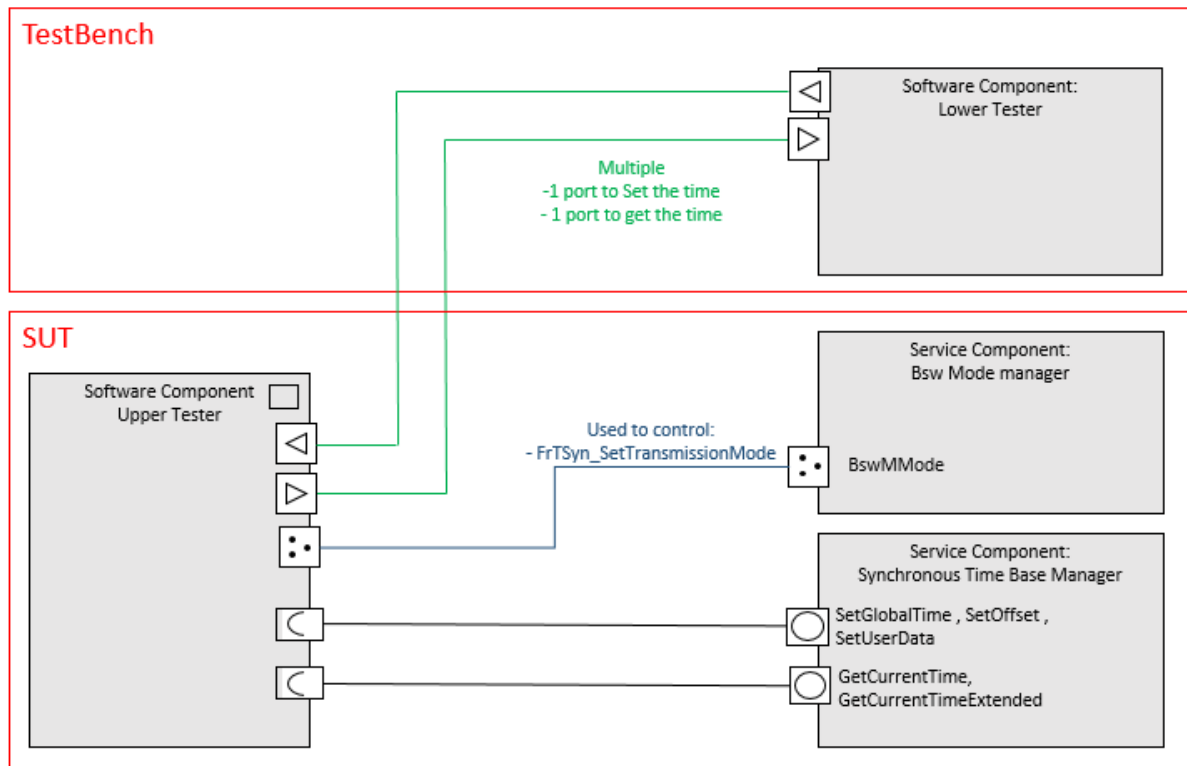 TestBench
Software Component:
Lower Tester
Multiple
-1 port to Set the time
- 1 port to get the time
SUT
Software Component
Upper Tester
Service Component:
Bsw Mode manager
Used to control:
- FrTSyn_SetTransmissionMode
BswMMode
Service Component:
Synchronous Time Base Manager
SetGlobalTime , SetOffset ,
SetUserData
GetCurrentTime,
GetCurrentTimeExtended